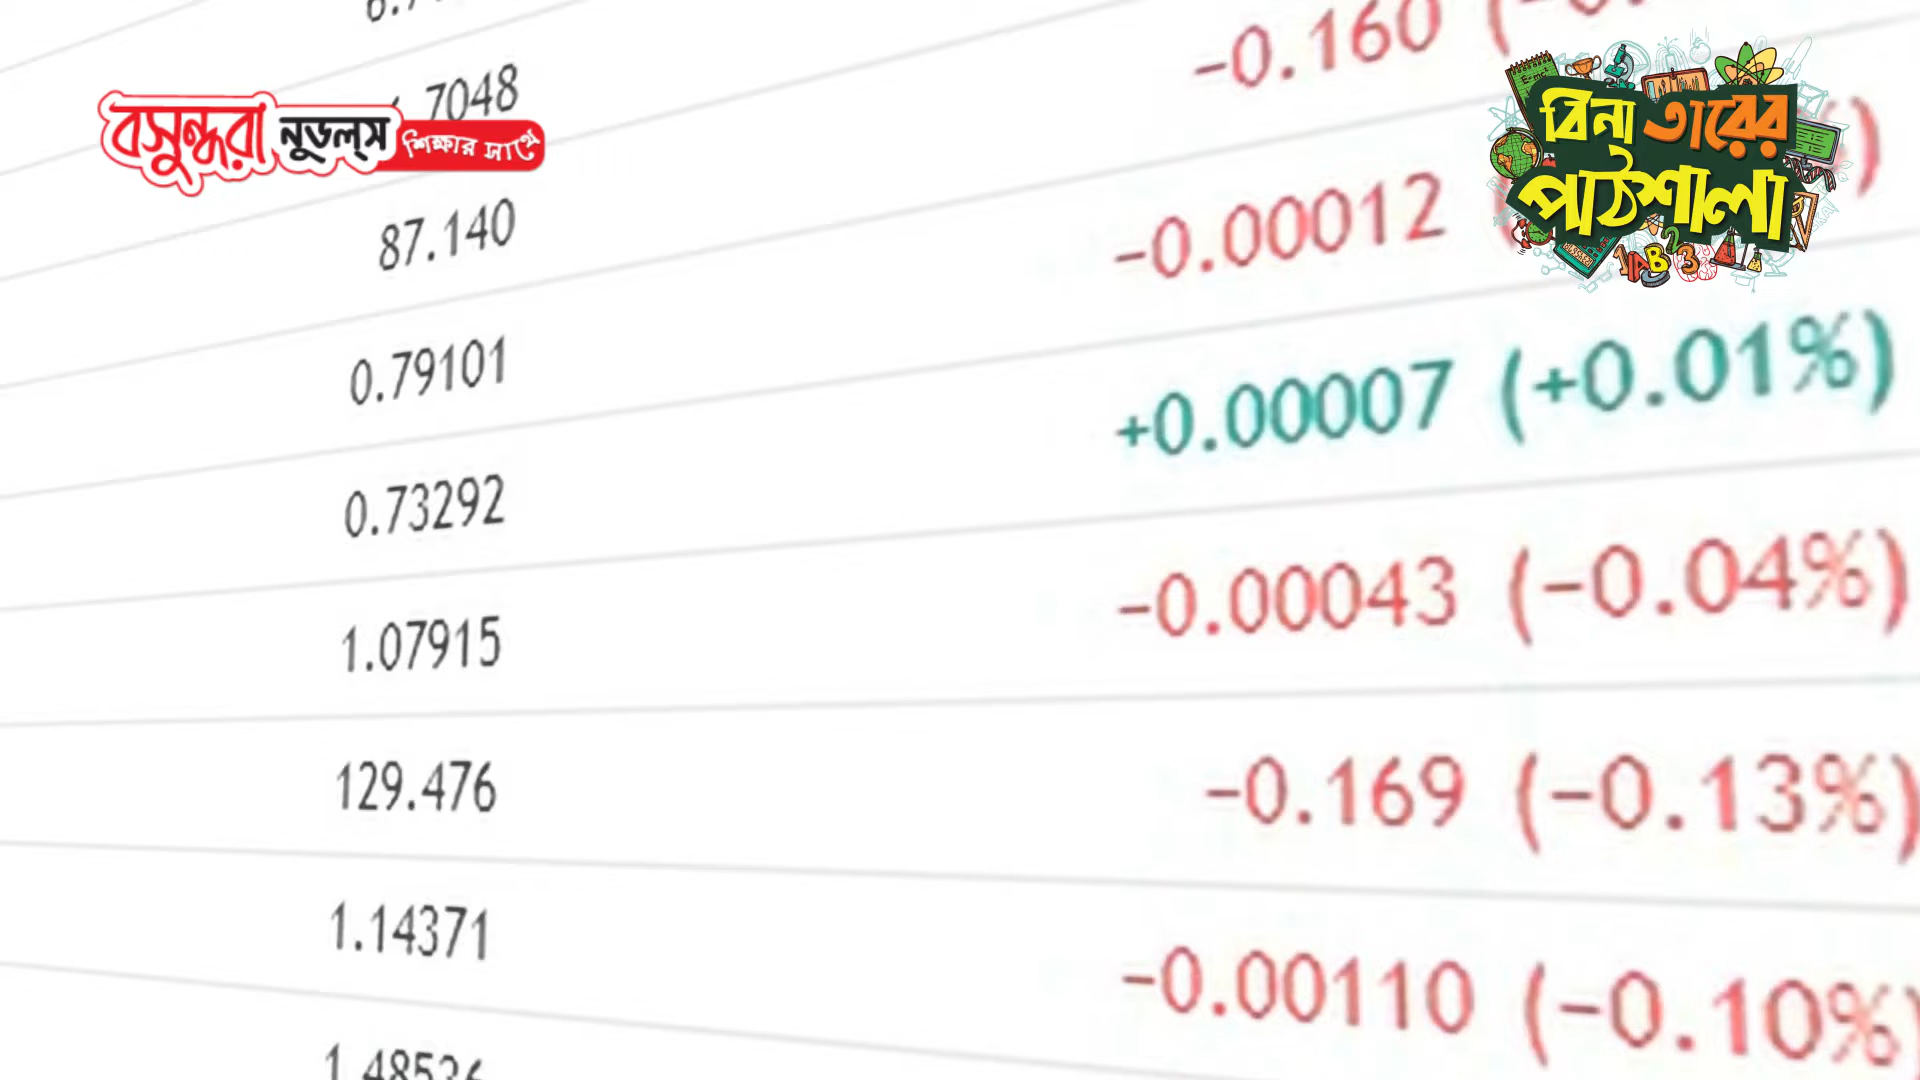 7048
বসুন্ধরা নুডল্‌স শিক্ষার সাথে
বিনা তারের
পাঠশালা
87.140 -0.160
0.79101 -0.00012
0.73292 +0.00007 (+0.01%)
1.07915 -0.00043 (-0.04%)
129.476 -0.169 (-0.13%)
1.14371 -0.00110 (-0.10%)